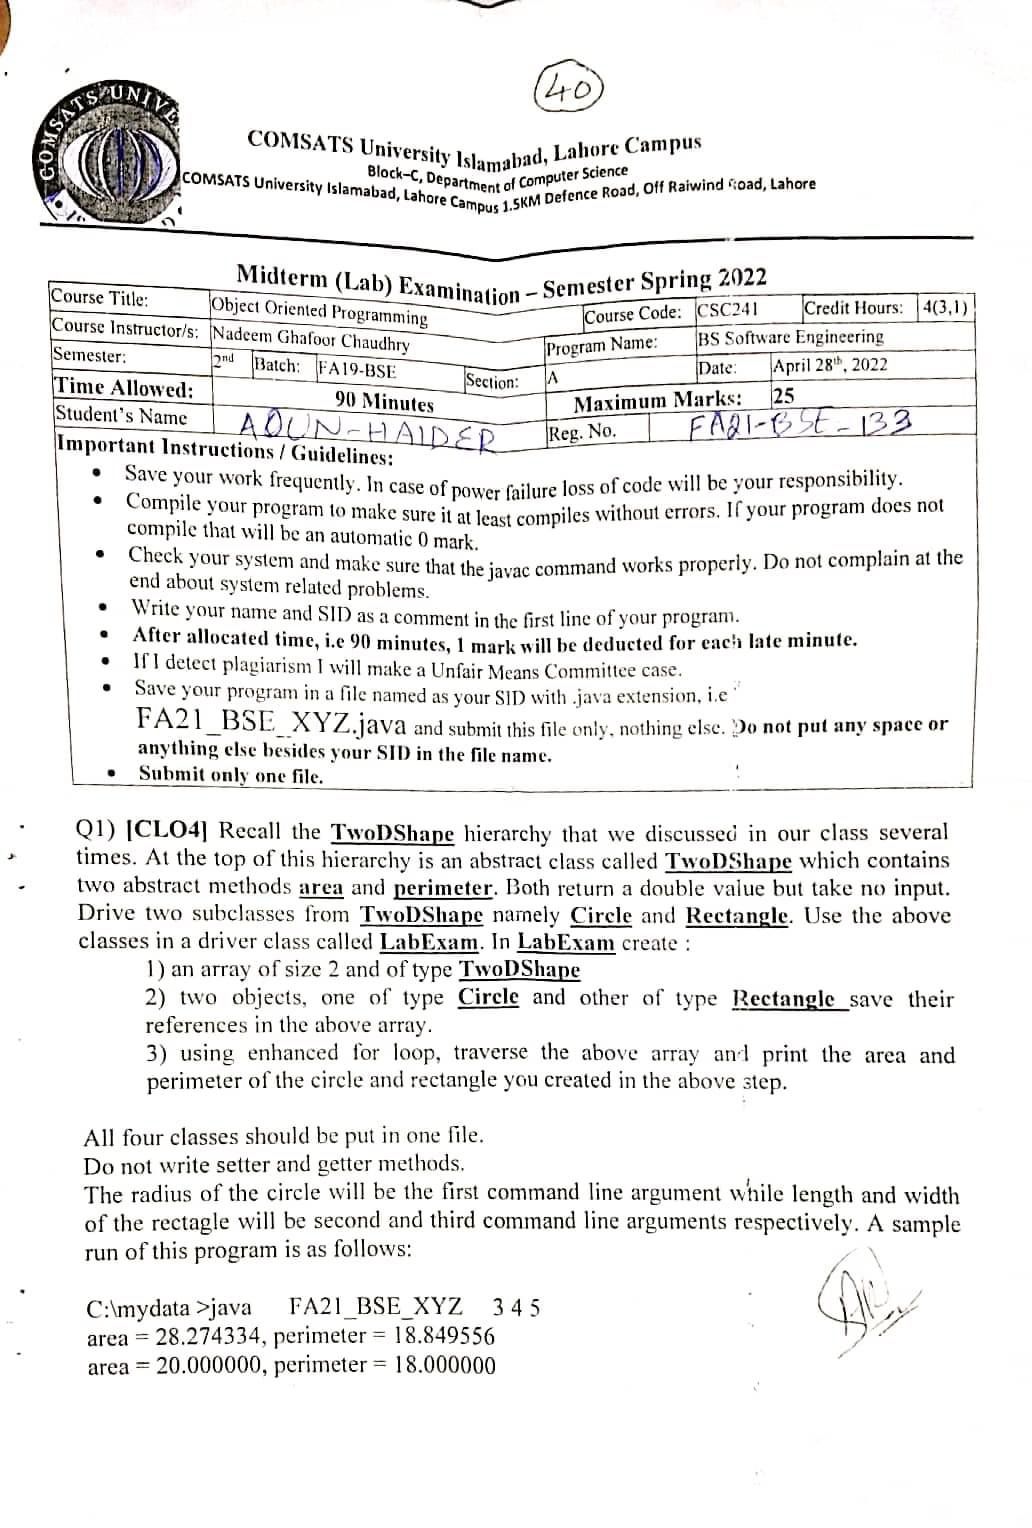 40
COMSATS UNIVE
COMSATS University Islamabad, Lahore Campus
Block–C, Department of Computer Science
COMSATS University Islamabad, Lahore Campus 1.5KM Defence Road, Off Raiwind Road, Lahore
Midterm (Lab) Examination – Semester Spring 2022
Course Title: Object Oriented Programming Course Code: CSC241 Credit Hours: 4(3,1)
Course Instructor/s: Nadeem Ghafoor Chaudhry Program Name: BS Software Engineering
Semester: 2nd Batch: FA19-BSE Section: A Date: April 28th, 2022
Time Allowed: 90 Minutes Maximum Marks: 25
Student's Name AOUN-HAIDER Reg. No. FA21-BSE-133
Important Instructions / Guidelines:
• Save your work frequently. In case of power failure loss of code will be your responsibility.
• Compile your program to make sure it at least compiles without errors. If your program does not
compile that will be an automatic 0 mark.
• Check your system and make sure that the javac command works properly. Do not complain at the
end about system related problems.
• Write your name and SID as a comment in the first line of your program.
• After allocated time, i.e 90 minutes, 1 mark will be deducted for each late minute.
• If I detect plagiarism I will make a Unfair Means Committee case.
• Save your program in a file named as your SID with .java extension, i.e
FA21_BSE_XYZ.java and submit this file only, nothing else. Do not put any space or
anything else besides your SID in the file name.
• Submit only one file.
Q1) [CLO4] Recall the TwoDShape hierarchy that we discussed in our class several
times. At the top of this hierarchy is an abstract class called TwoDShape which contains
two abstract methods area and perimeter. Both return a double value but take no input.
Drive two subclasses from TwoDShape namely Circle and Rectangle. Use the above
classes in a driver class called LabExam. In LabExam create :
1) an array of size 2 and of type TwoDShape
2) two objects, one of type Circle and other of type Rectangle save their
references in the above array.
3) using enhanced for loop, traverse the above array and print the area and
perimeter of the circle and rectangle you created in the above step.
All four classes should be put in one file.
Do not write setter and getter methods.
The radius of the circle will be the first command line argument while length and width
of the rectagle will be second and third command line arguments respectively. A sample
run of this program is as follows:
C:\mydata >java FA21_BSE_XYZ 3 4 5
area = 28.274334, perimeter = 18.849556
area = 20.000000, perimeter = 18.000000